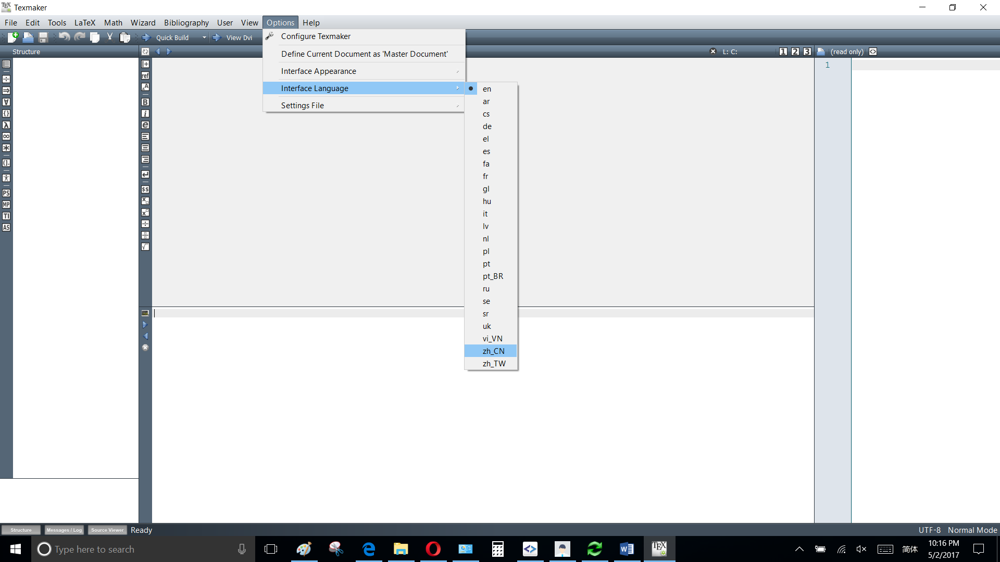 Texmaker
File Edit Tools LaTeX Math Wizard Bibliography User View Options Help
Quick Build View Dvi
Structure
L: C: 1 2 3 (read only)
Configure Texmaker
Define Current Document as 'Master Document'
Interface Appearance
Interface Language
Settings File
en
ar
cs
de
el
es
fa
fr
gl
hu
it
lv
nl
pl
pt
pt_BR
ru
se
sr
uk
vi_VN
zh_CN
zh_TW
1
ref
B
i
e
$$
PS
MP
TI
AS
Structure Messages / Log Source Viewer Ready
UTF-8 Normal Mode
Type here to search
简体
10:16 PM
5/2/2017